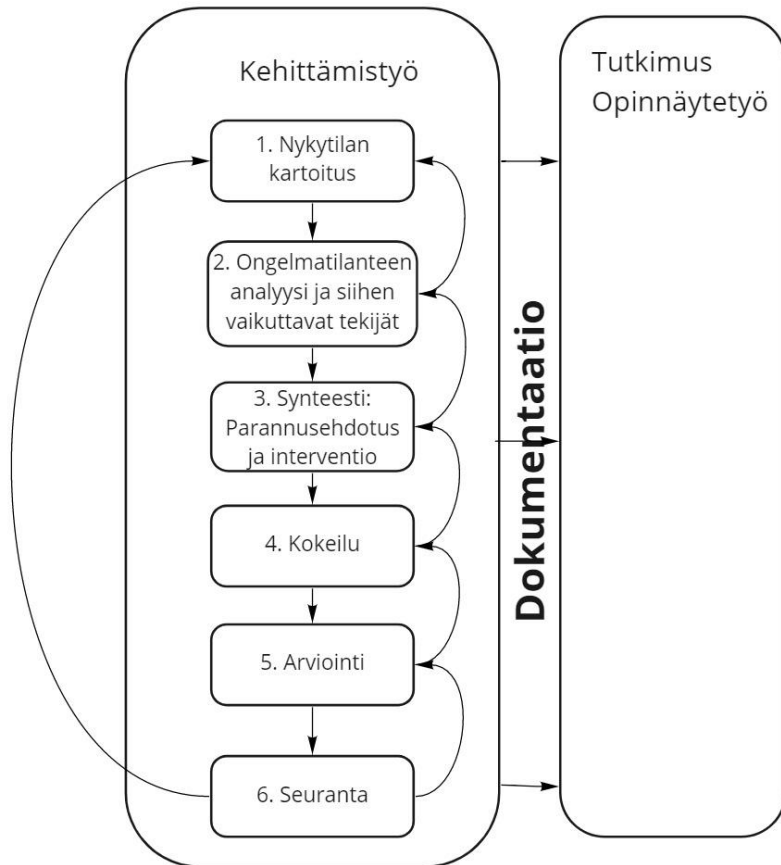 Kehittämistyö
1. Nykytilan
kartoitus
2. Ongelmatilanteen
analyysi ja siihen
vaikuttavat tekijät
3. Synteesti:
Parannusehdotus
ja interventio
4. Kokeilu
5. Arviointi
6. Seuranta
Dokumentaatio
Tutkimus
Opinnäytetyö